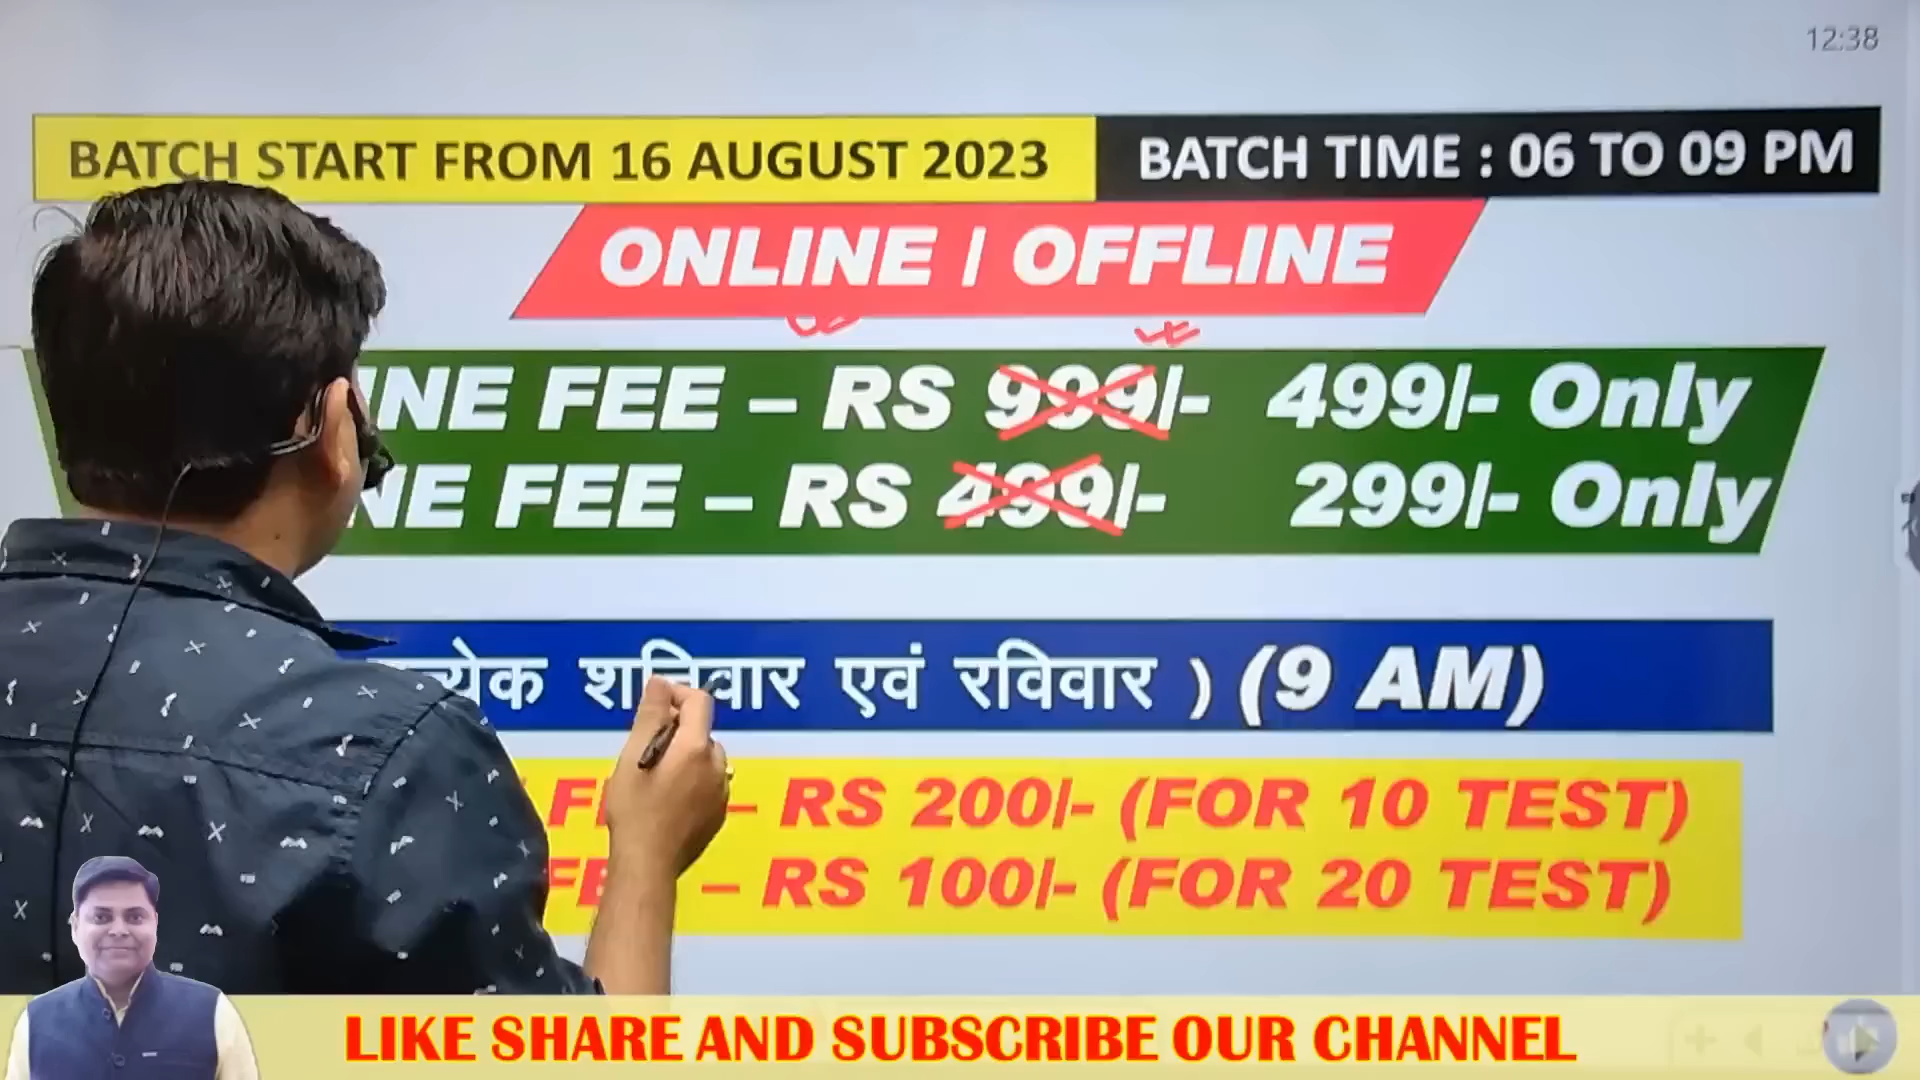 12:38
BATCH START FROM 16 AUGUST 2023
BATCH TIME : 06 TO 09 PM
ONLINE / OFFLINE
FEE – RS 999/- 499/- Only
FEE – RS 499/- 299/- Only
शनिवार एवं रविवार ) (9 AM)
– RS 200/- (FOR 10 TEST)
– RS 100/- (FOR 20 TEST)
LIKE SHARE AND SUBSCRIBE OUR CHANNEL